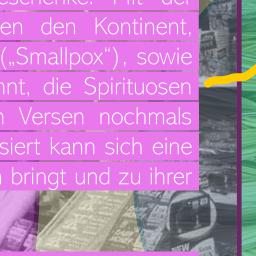 en den Kontinent,
(„Smallpox“), sowie
nnt, die Spirituosen
n Versen nochmals
siert kann sich eine
n bringt und zu ihrer